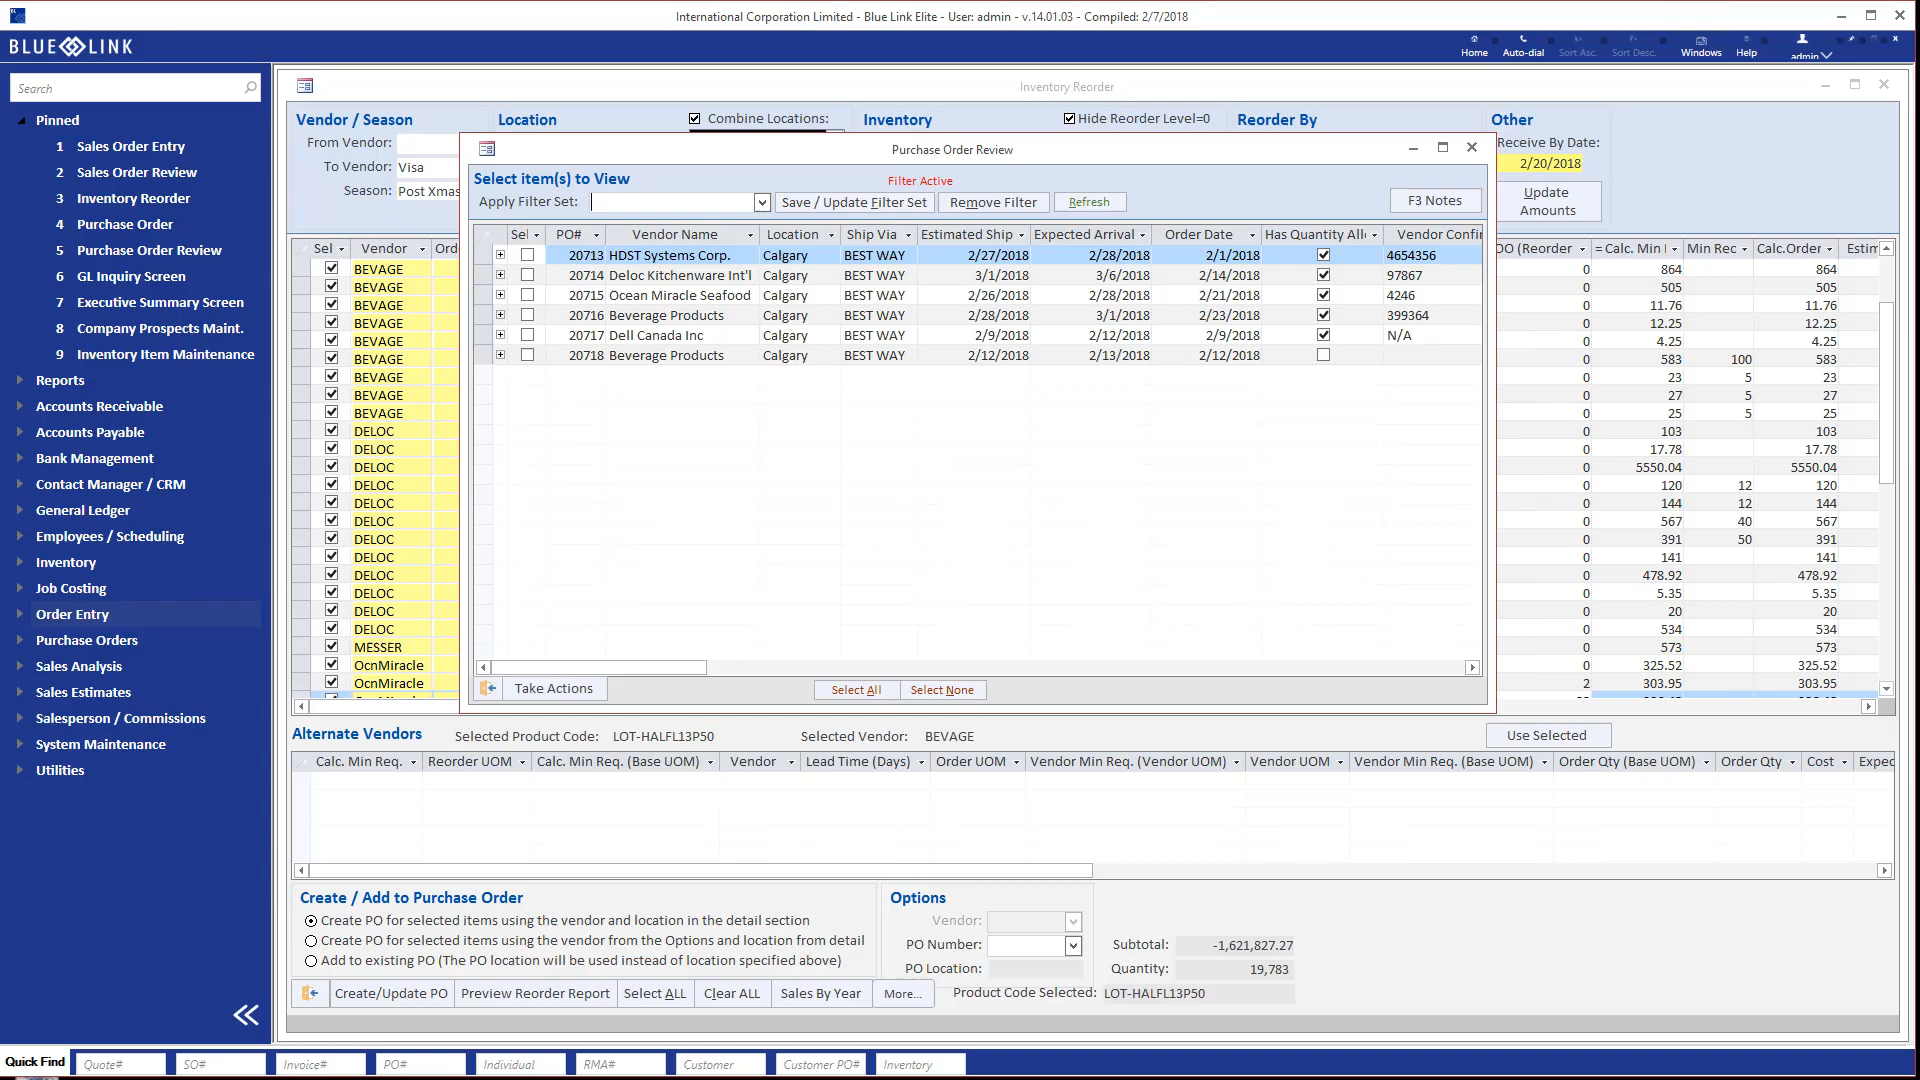 International Corporation Limited - Blue Link Elite - User: admin - v.14.01.03 - Compiled: 2/7/2018
BLUE LINK
Home Auto-dial Sort Asc. Sort Desc. Windows Help admin
Search
Pinned
1 Sales Order Entry
2 Sales Order Review
3 Inventory Reorder
4 Purchase Order
5 Purchase Order Review
6 GL Inquiry Screen
7 Executive Summary Screen
8 Company Prospects Maint.
9 Inventory Item Maintenance
Reports
Accounts Receivable
Accounts Payable
Bank Management
Contact Manager / CRM
General Ledger
Employees / Scheduling
Inventory
Job Costing
Order Entry
Purchase Orders
Sales Analysis
Sales Estimates
Salesperson / Commissions
System Maintenance
Utilities
Inventory Reorder
Vendor / Season Location Combine Locations: Inventory Hide Reorder Level=0 Reorder By Other
From Vendor:
To Vendor: Visa
Season: Post Xmas
Receive By Date:
2/20/2018
Update Amounts
Purchase Order Review
Select item(s) to View Filter Active
Apply Filter Set: Save / Update Filter Set Remove Filter Refresh F3 Notes
Sel PO# Vendor Name Location Ship Via Estimated Ship Expected Arrival Order Date Has Quantity All Vendor Confir
20713 HDST Systems Corp. Calgary BEST WAY 2/27/2018 2/28/2018 2/1/2018 4654356
20714 Deloc Kitchenware Int'l Calgary BEST WAY 3/1/2018 3/6/2018 2/14/2018 97867
20715 Ocean Miracle Seafood Calgary BEST WAY 2/26/2018 2/28/2018 2/21/2018 4246
20716 Beverage Products Calgary BEST WAY 2/28/2018 3/1/2018 2/23/2018 399364
20717 Dell Canada Inc Calgary BEST WAY 2/9/2018 2/12/2018 2/9/2018 N/A
20718 Beverage Products Calgary BEST WAY 2/12/2018 2/13/2018 2/12/2018
Take Actions Select All Select None
Sel Vendor Ord OO (Reorder = Calc. Min Min Rec Calc.Order Estim
BEVAGE 0 864 864
BEVAGE 0 505 505
BEVAGE 0 11.76 11.76
BEVAGE 0 12.25 12.25
BEVAGE 0 4.25 4.25
BEVAGE 0 583 100 583
BEVAGE 0 23 5 23
BEVAGE 0 27 5 27
BEVAGE 0 25 5 25
DELOC 0 103 103
DELOC 0 17.78 17.78
DELOC 0 5550.04 5550.04
DELOC 0 120 12 120
DELOC 0 144 12 144
DELOC 0 567 40 567
DELOC 0 391 50 391
DELOC 0 141 141
DELOC 0 478.92 478.92
DELOC 0 5.35 5.35
DELOC 0 20 20
DELOC 0 534 534
MESSER 0 573 573
OcnMiracle 0 325.52 325.52
OcnMiracle 2 303.95 303.95
Alternate Vendors Selected Product Code: LOT-HALFL13P50 Selected Vendor: BEVAGE Use Selected
Calc. Min Req. Reorder UOM Calc. Min Req. (Base UOM) Vendor Lead Time (Days) Order UOM Vendor Min Req. (Vendor UOM) Vendor UOM Vendor Min Req. (Base UOM) Order Qty (Base UOM) Order Qty Cost Expec
Create / Add to Purchase Order
Create PO for selected items using the vendor and location in the detail section
Create PO for selected items using the vendor from the Options and location from detail
Add to existing PO (The PO location will be used instead of location specified above)
Options
Vendor:
PO Number:
PO Location:
Subtotal: -1,621,827.27
Quantity: 19,783
Create/Update PO Preview Reorder Report Select ALL Clear ALL Sales By Year More... Product Code Selected: LOT-HALFL13P50
Quick Find Quote# SO# Invoice# PO# Individual RMA# Customer Customer PO# Inventory